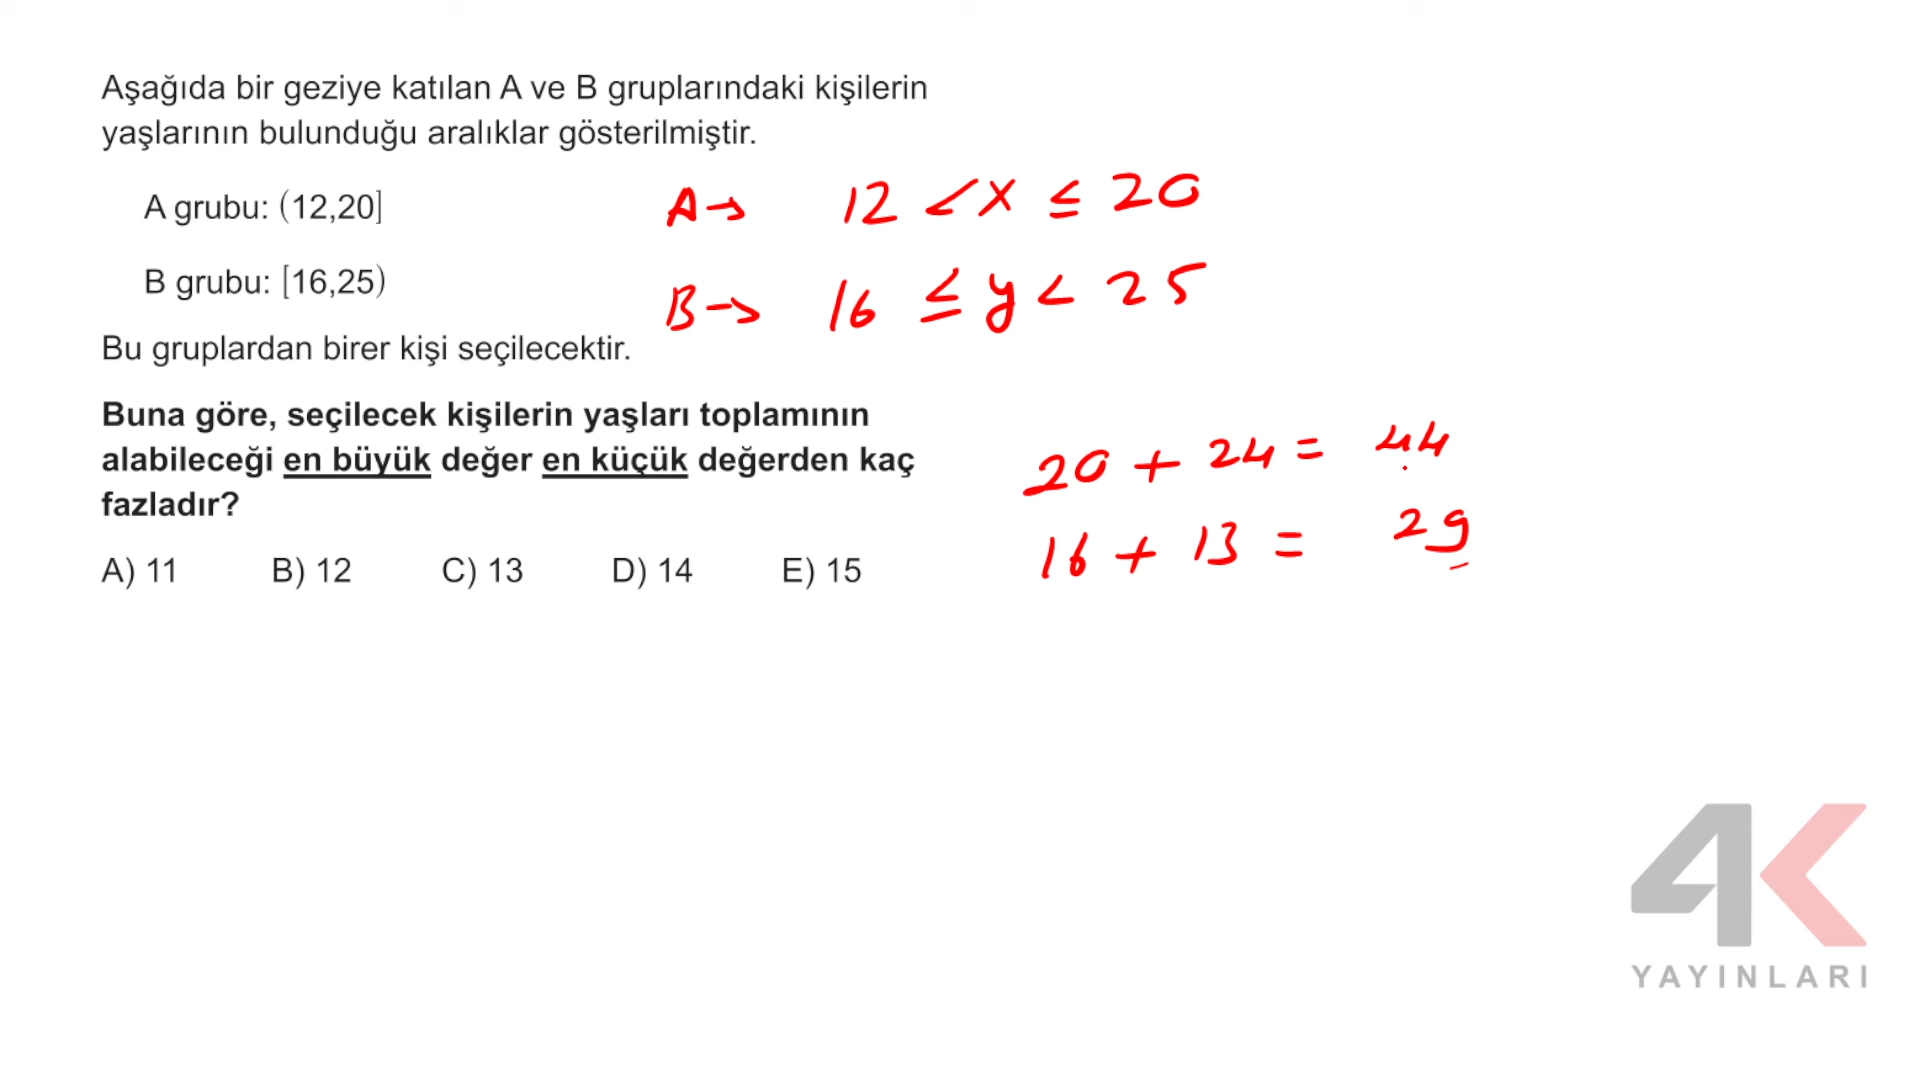 Aşağıda bir geziye katılan A ve B gruplarındaki kişilerin
yaşlarının bulunduğu aralıklar gösterilmiştir.
A grubu: (12,20]
B grubu: [16,25)
Bu gruplardan birer kişi seçilecektir.
Buna göre, seçilecek kişilerin yaşları toplamının
alabileceği en büyük değer en küçük değerden kaç
fazladır?
A) 11 B) 12 C) 13 D) 14 E) 15
A → 12 < x ≤ 20
B → 16 ≤ y < 25
20 + 24 = 44
16 + 13 = 29
4K
YAYINLARI